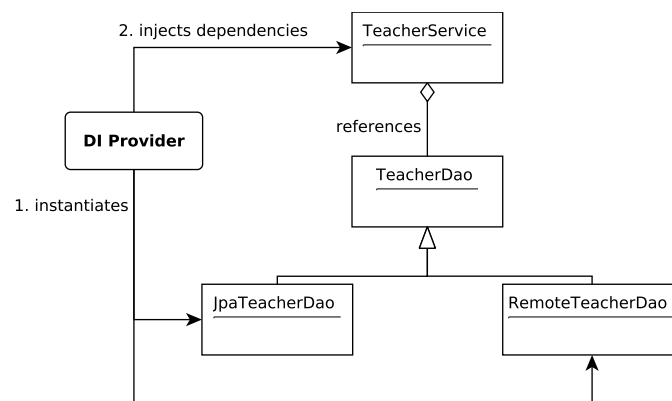 2. injects dependencies
TeacherService
references
DI Provider
TeacherDao
1. instantiates
JpaTeacherDao
RemoteTeacherDao